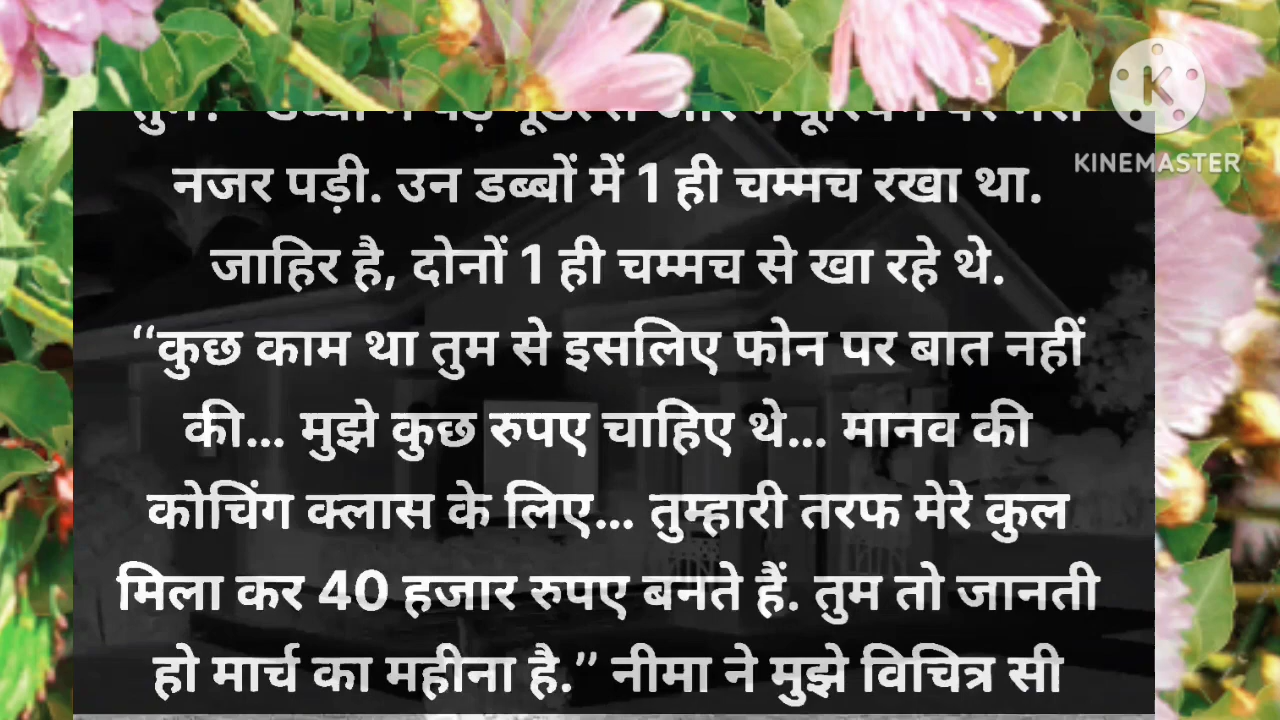 नजर पड़ी. उन डब्बों में 1 ही चम्मच रखा था.
जाहिर है, दोनों 1 ही चम्मच से खा रहे थे.
‘‘कुछ काम था तुम से इसलिए फोन पर बात नहीं
की... मुझे कुछ रुपए चाहिए थे... मानव की
कोचिंग क्लास के लिए... तुम्हारी तरफ मेरे कुल
मिला कर 40 हजार रुपए बनते हैं. तुम तो जानती
हो मार्च का महीना है.’’ नीमा ने मुझे विचित्र सी
K
KINEMASTER